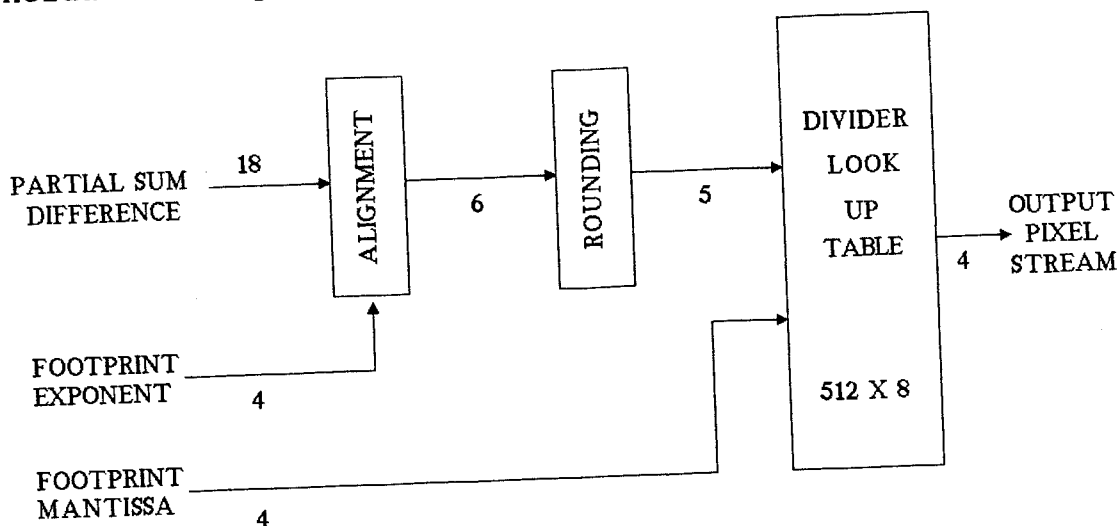 PARTIAL SUM
DIFFERENCE
18
ALIGNMENT
6
ROUNDING
5
DIVIDER
LOOK
UP
TABLE
512 X 8
4
OUTPUT
PIXEL
STREAM
FOOTPRINT
EXPONENT
4
FOOTPRINT
MANTISSA
4